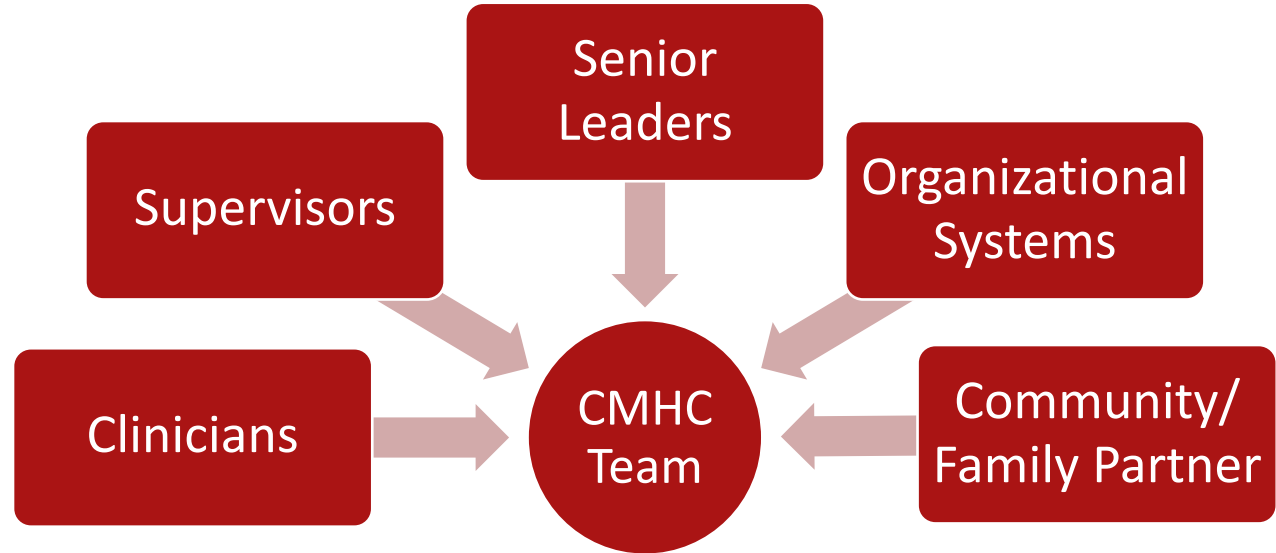 Senior
Leaders
Supervisors
Organizational
Systems
Clinicians
CMHC
Team
Community/
Family Partner